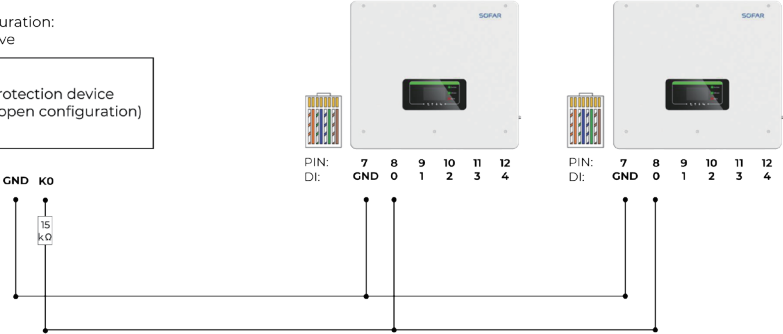 uration:
ve
rotection device
open configuration)
GND K0
15
kΩ
SOFAR
PIN: 7 8 9 10 11 12
DI: GND 0 1 2 3 4
SOFAR
PIN: 7 8 9 10 11 12
DI: GND 0 1 2 3 4